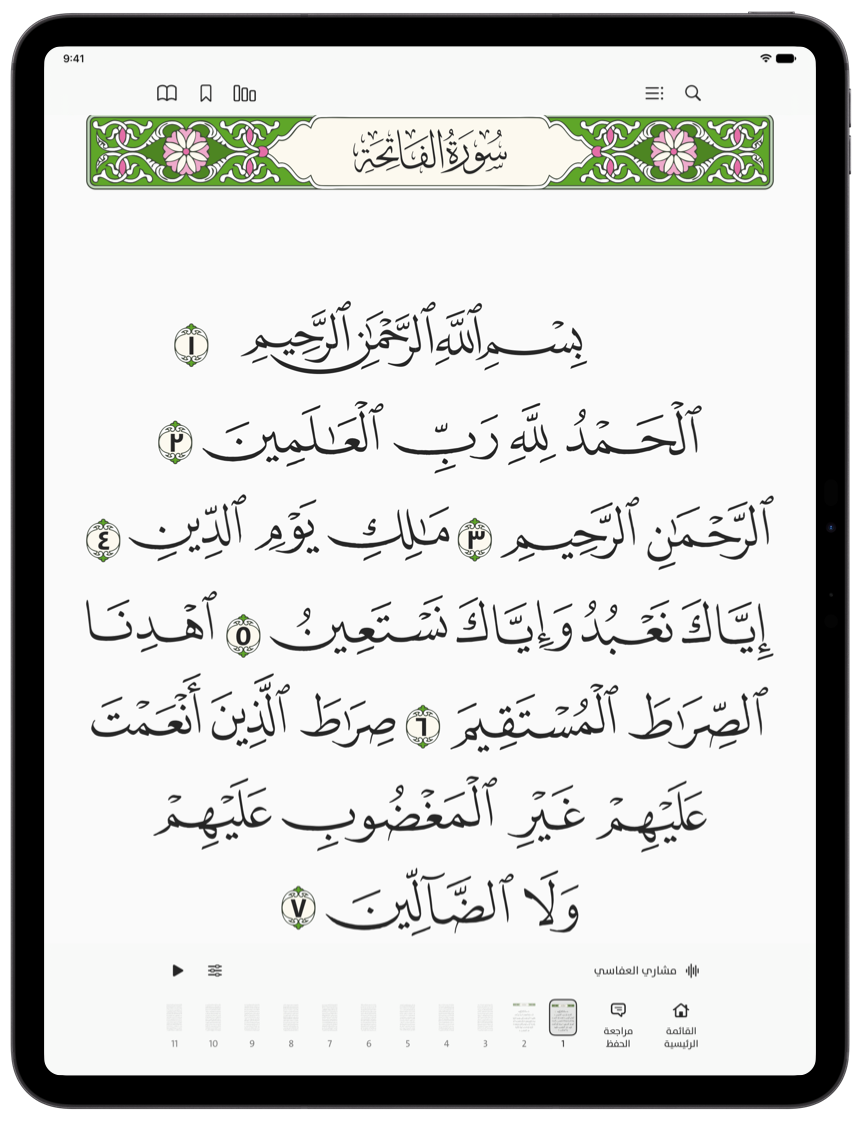 9:41
سُورَةُ الفَاتِحَةِ
بِسْمِ ٱللَّهِ ٱلرَّحْمَٰنِ ٱلرَّحِيمِ ١
ٱلْحَمْدُ لِلَّهِ رَبِّ ٱلْعَٰلَمِينَ ٢
ٱلرَّحْمَٰنِ ٱلرَّحِيمِ ٣ مَٰلِكِ يَوْمِ ٱلدِّينِ ٤
إِيَّاكَ نَعْبُدُ وَإِيَّاكَ نَسْتَعِينُ ٥ ٱهْدِنَا
ٱلصِّرَٰطَ ٱلْمُسْتَقِيمَ ٦ صِرَٰطَ ٱلَّذِينَ أَنْعَمْتَ
عَلَيْهِمْ غَيْرِ ٱلْمَغْضُوبِ عَلَيْهِمْ
وَلَا ٱلضَّآلِّينَ ٧
مشاري العفاسي
القائمة الرئيسية
مراجعة الحفظ
1 2 3 4 5 6 7 8 9 10 11